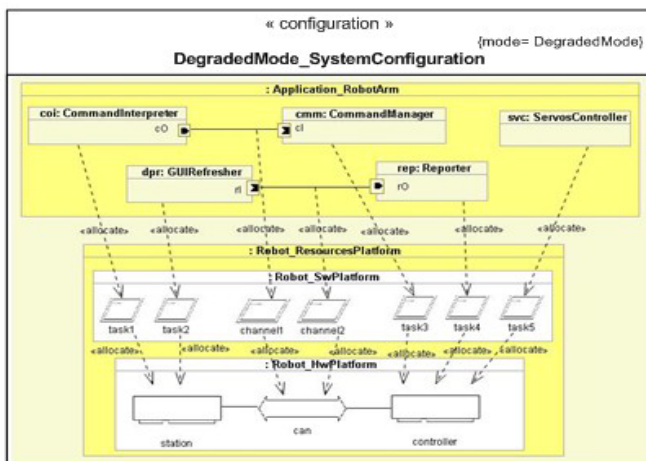 « configuration »
{mode= DegradedMode}
DegradedMode_SystemConfiguration
: Application_RobotArm
coi: CommandInterpreter
cmm: CommandManager
svc: ServosController
cO
cI
dpr: GUIRefresher
rep: Reporter
rI
rO
«allocate» «allocate» «allocate» «allocate» «allocate» «allocate» «allocate»
: Robot_ResourcesPlatform
: Robot_SwPlatform
task1 task2 channel1 channel2 task3 task4 task5
«allocate» «allocate» «allocate» «allocate» «allocate» «allocate» «allocate»
: Robot_HwPlatform
station can controller